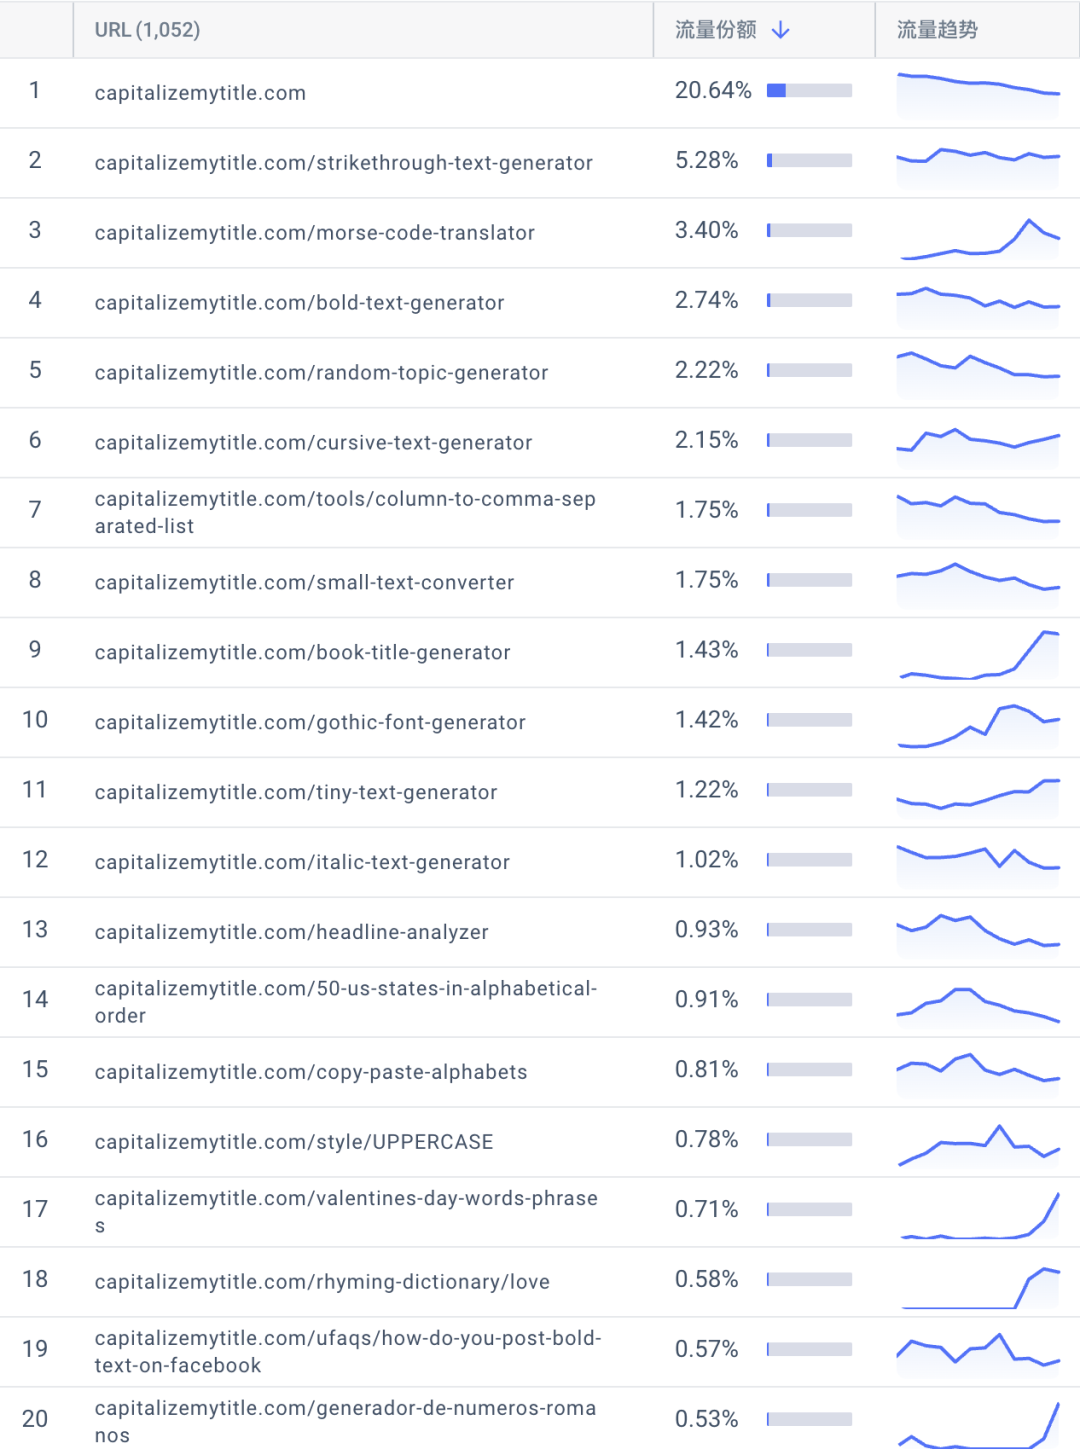 URL (1,052) 流量份额 流量趋势
1 capitalizemytitle.com 20.64%
2 capitalizemytitle.com/strikethrough-text-generator 5.28%
3 capitalizemytitle.com/morse-code-translator 3.40%
4 capitalizemytitle.com/bold-text-generator 2.74%
5 capitalizemytitle.com/random-topic-generator 2.22%
6 capitalizemytitle.com/cursive-text-generator 2.15%
7 capitalizemytitle.com/tools/column-to-comma-sep 1.75%
arated-list
8 capitalizemytitle.com/small-text-converter 1.75%
9 capitalizemytitle.com/book-title-generator 1.43%
10 capitalizemytitle.com/gothic-font-generator 1.42%
11 capitalizemytitle.com/tiny-text-generator 1.22%
12 capitalizemytitle.com/italic-text-generator 1.02%
13 capitalizemytitle.com/headline-analyzer 0.93%
14 capitalizemytitle.com/50-us-states-in-alphabetical- 0.91%
order
15 capitalizemytitle.com/copy-paste-alphabets 0.81%
16 capitalizemytitle.com/style/UPPERCASE 0.78%
17 capitalizemytitle.com/valentines-day-words-phrase 0.71%
s
18 capitalizemytitle.com/rhyming-dictionary/love 0.58%
19 capitalizemytitle.com/ufaqs/how-do-you-post-bold- 0.57%
text-on-facebook
20 capitalizemytitle.com/generador-de-numeros-roma 0.53%
nos